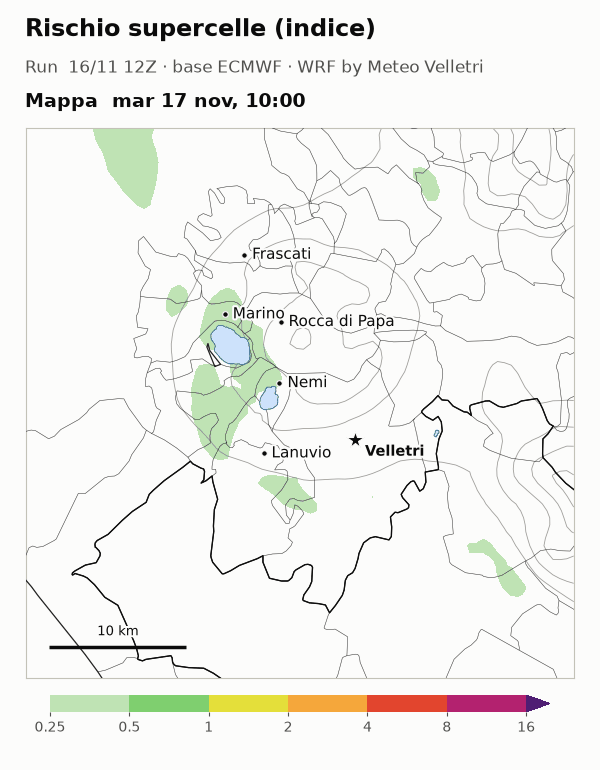 Rischio supercelle (indice)
Run  16/11 12Z · base ECMWF · WRF by Meteo Velletri
Mappa  mar 17 nov, 10:00
Frascati
Marino
Rocca di Papa
Nemi
Velletri
Lanuvio
10 km
0.25 0.5 1 2 4 8 16